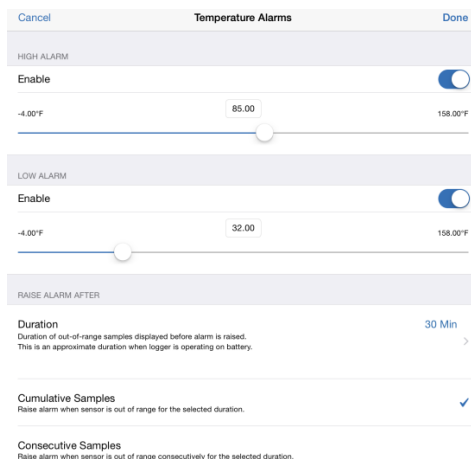 Cancel Temperature Alarms Done
HIGH ALARM
Enable
85.00
-4.00°F 158.00°F
LOW ALARM
Enable
32.00
-4.00°F 158.00°F
RAISE ALARM AFTER
Duration 30 Min
Duration of out-of-range samples displayed before alarm is raised.
This is an approximate duration when logger is operating on battery.
Cumulative Samples
Raise alarm when sensor is out of range for the selected duration.
Consecutive Samples
Raise alarm when sensor is out of range consecutively for the selected duration.